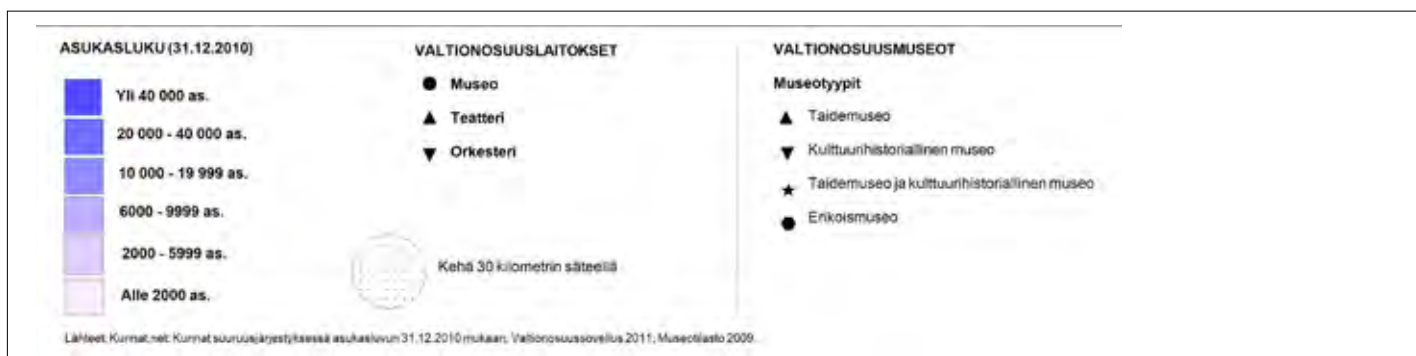 ASUKASLUKU (31.12.2010)
Yli 40 000 as.
20 000 - 40 000 as.
10 000 - 19 999 as.
6000 - 9999 as.
2000 - 5999 as.
Alle 2000 as.
VALTIONOSUUSLAITOKSET
Museo
Teatteri
Orkesteri
Kehä 30 kilometrin säteellä
VALTIONOSUUSMUSEOT
Museotyypit
Taidemuseo
Kulttuurihistoriallinen museo
Taidemuseo ja kulttuurihistoriallinen museo
Erikoismuseo
Lähteet: Kunnat.net: Kunnat suuruusjärjestyksessä asukasluvun 31.12.2010 mukaan; Valtionosuussovellus 2011; Museotilasto 2009